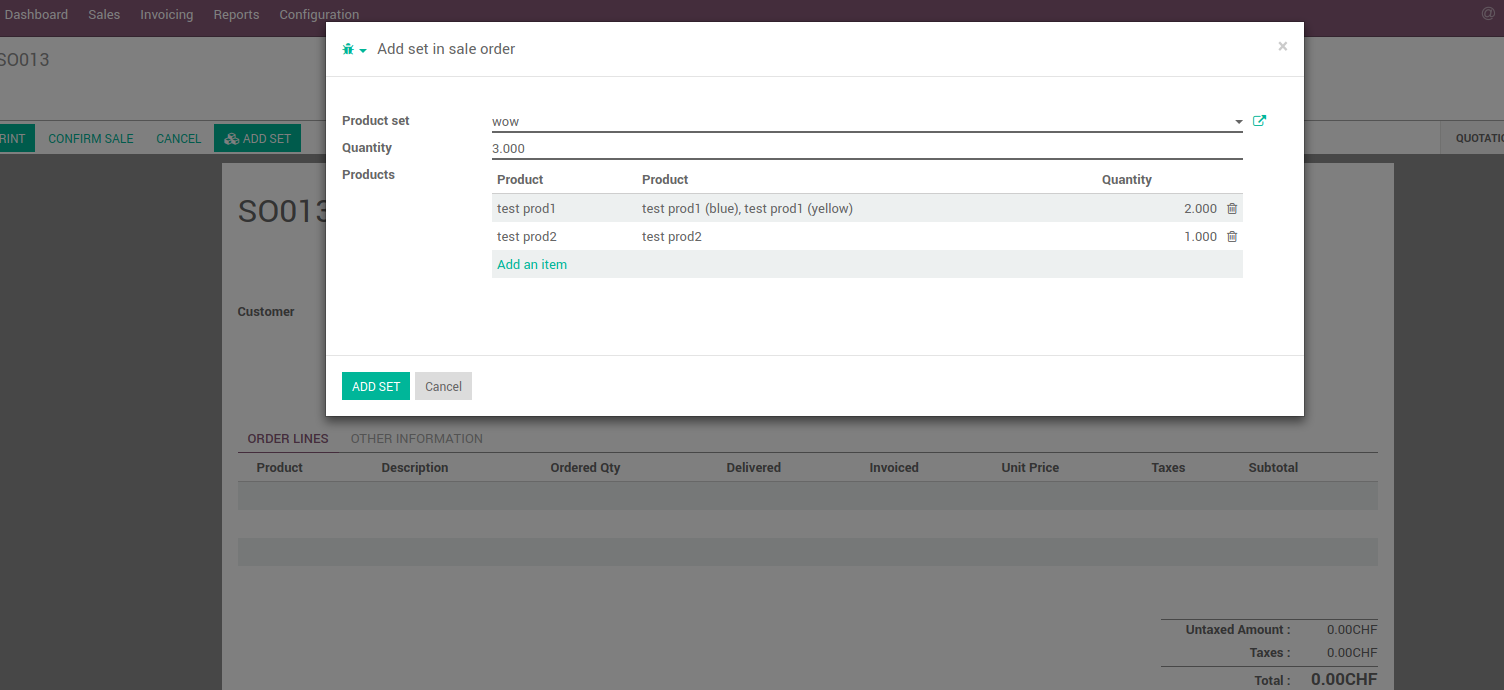 Dashboard Sales Invoicing Reports Configuration @
SO013
Add set in sale order ×
RINT CONFIRM SALE CANCEL ADD SET QUOTATIO
Product set wow
Quantity 3.000
Products Product Product Quantity
test prod1 test prod1 (blue), test prod1 (yellow) 2.000
test prod2 test prod2 1.000
Add an item
SO013
Customer
ADD SET Cancel
ORDER LINES OTHER INFORMATION
Product Description Ordered Qty Delivered Invoiced Unit Price Taxes Subtotal
Untaxed Amount : 0.00CHF
Taxes : 0.00CHF
Total : 0.00CHF